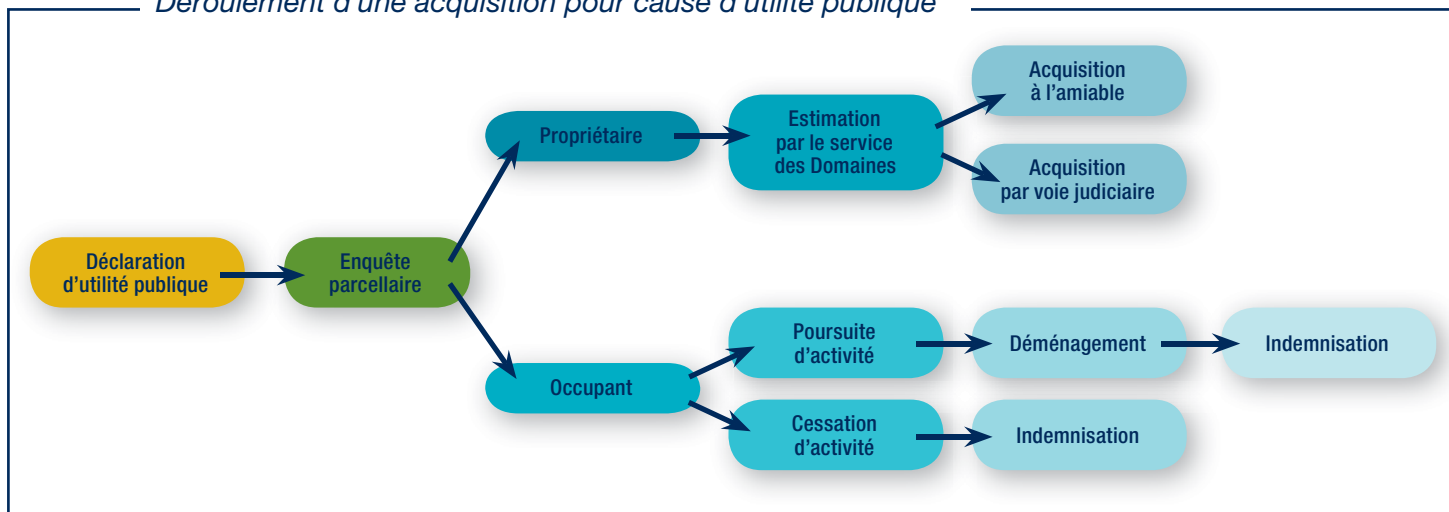 Déroulement d'une acquisition pour cause d'utilité publique
Acquisition
à l'amiable
Propriétaire
Estimation
par le service
des Domaines
Acquisition
par voie judiciaire
Déclaration
d'utilité publique
Enquête
parcellaire
Poursuite
d'activité
Déménagement
Indemnisation
Occupant
Cessation
d'activité
Indemnisation